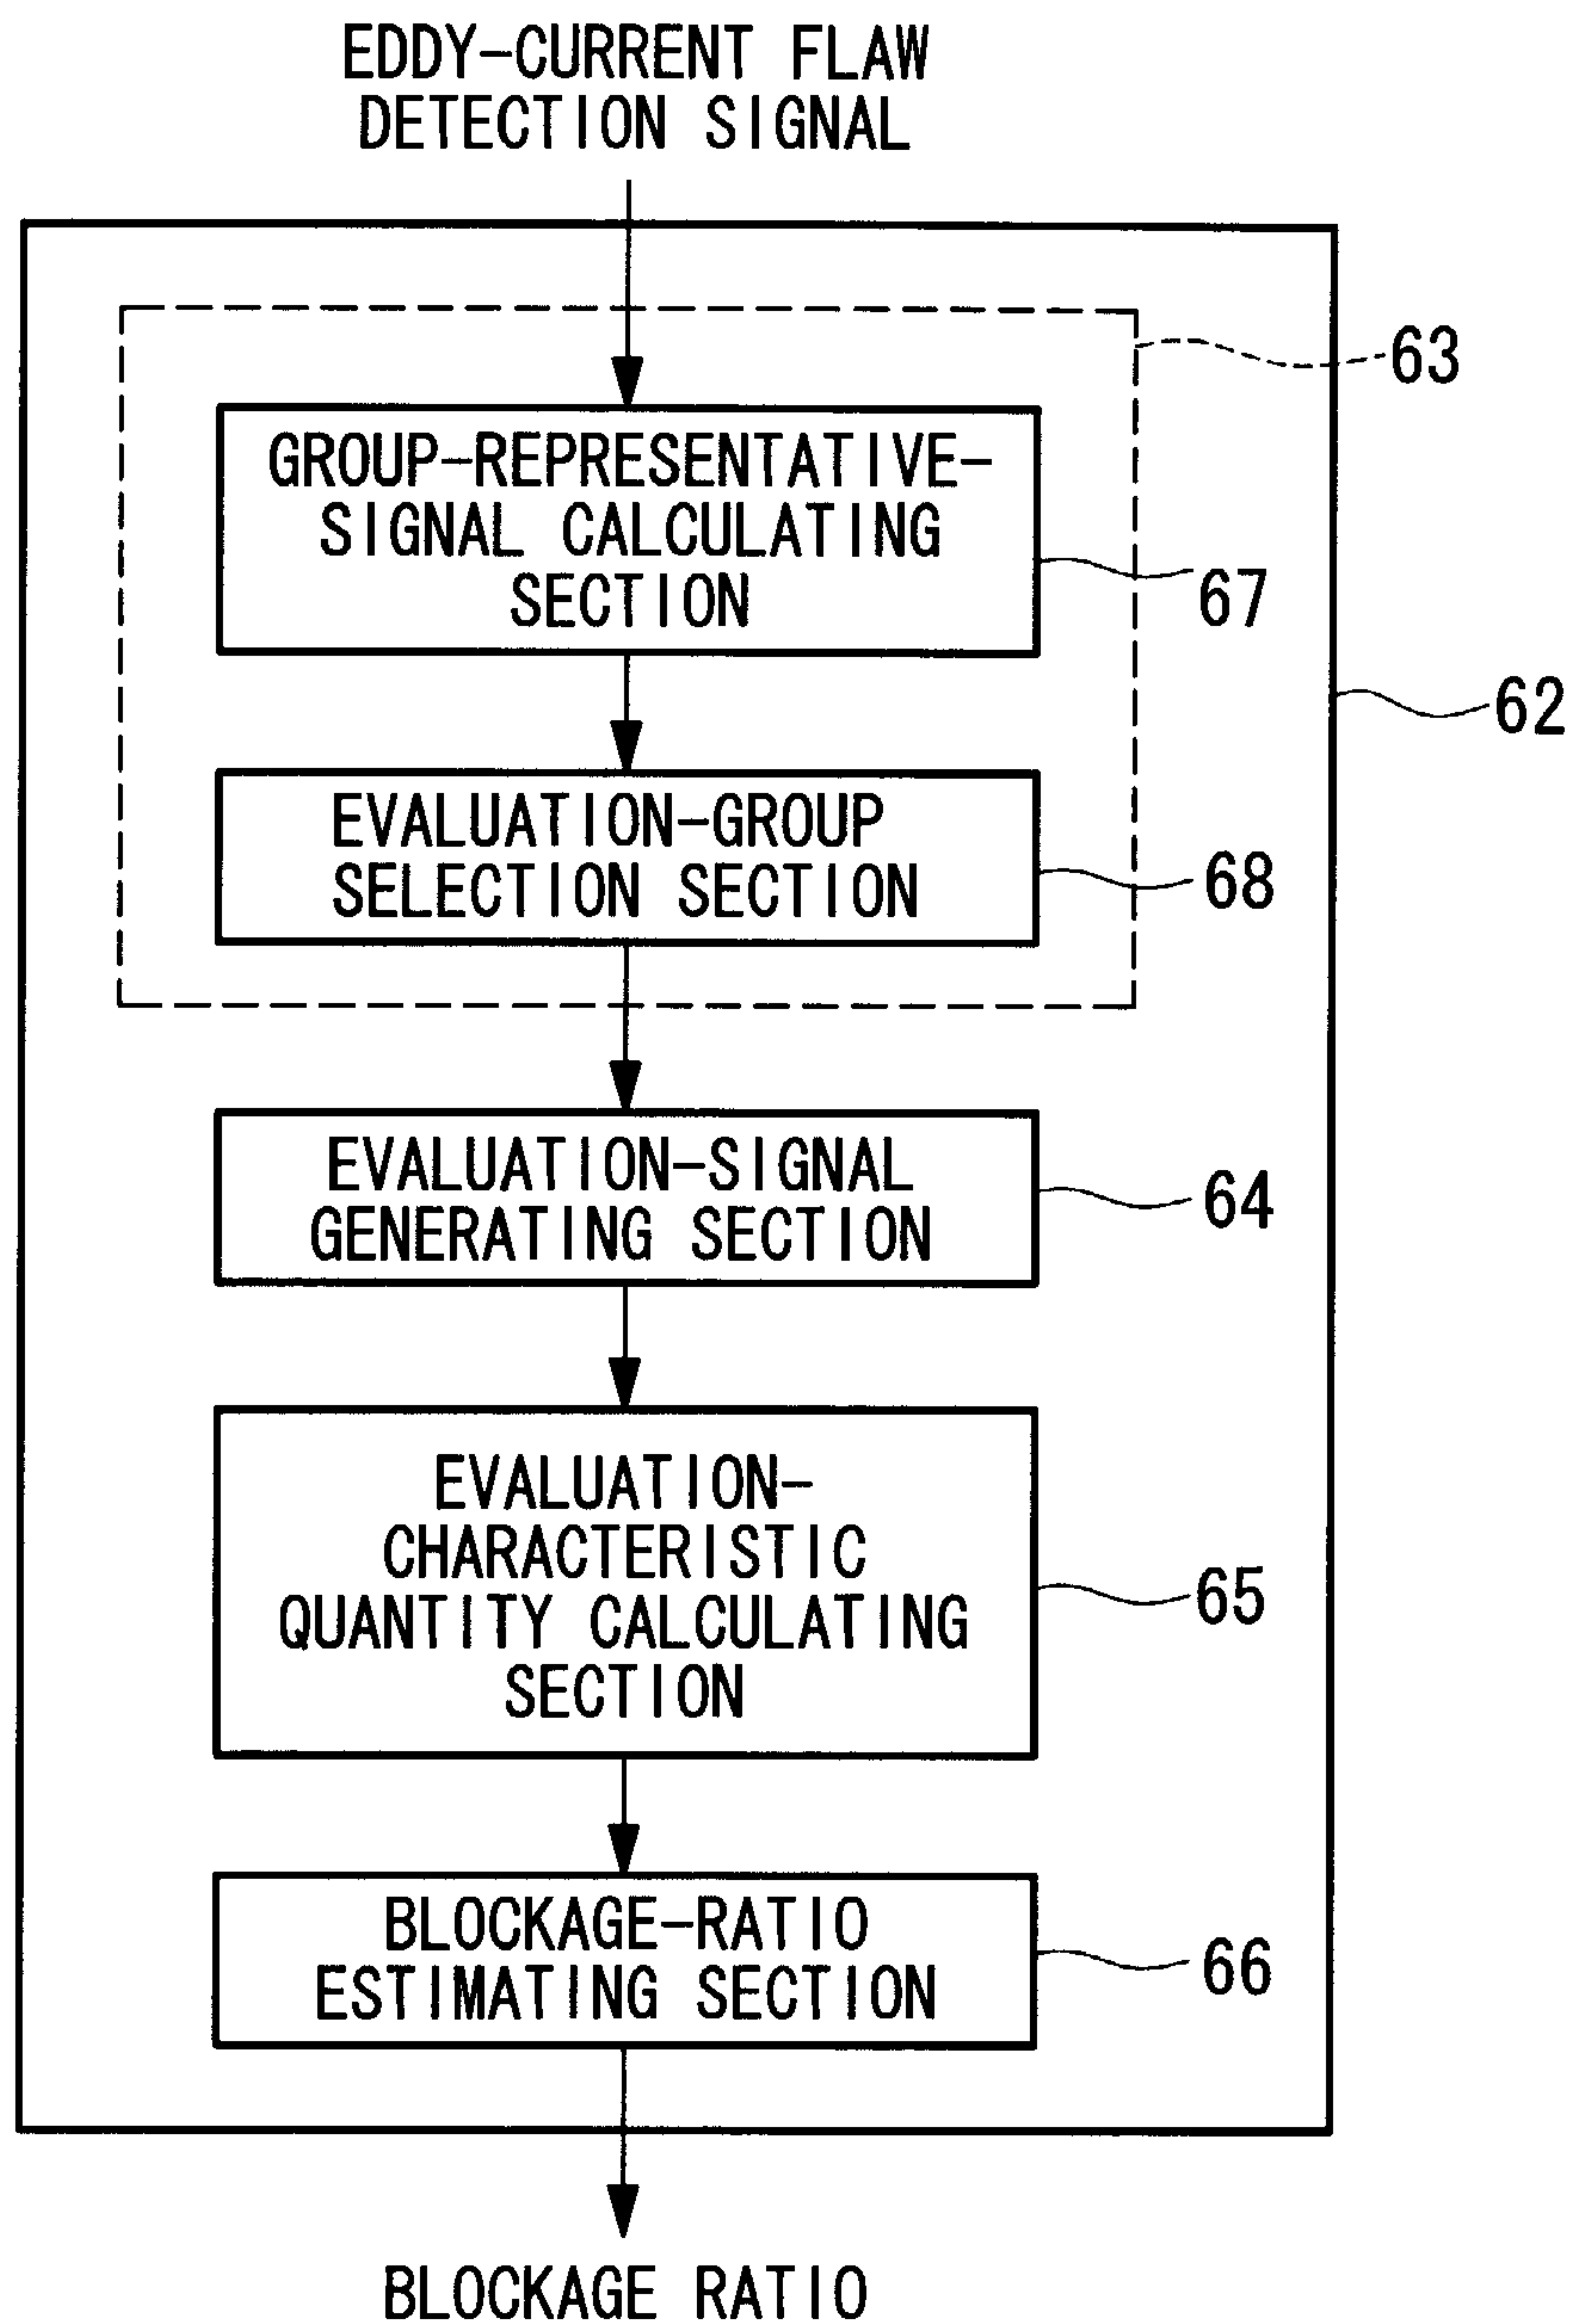 EDDY-CURRENT FLAW
DETECTION SIGNAL
63
GROUP-REPRESENTATIVE-
SIGNAL CALCULATING
SECTION
67
62
EVALUATION-GROUP
SELECTION SECTION
68
EVALUATION-SIGNAL
GENERATING SECTION
64
EVALUATION-
CHARACTERISTIC
QUANTITY CALCULATING
SECTION
65
BLOCKAGE-RATIO
ESTIMATING SECTION
66
BLOCKAGE RATIO